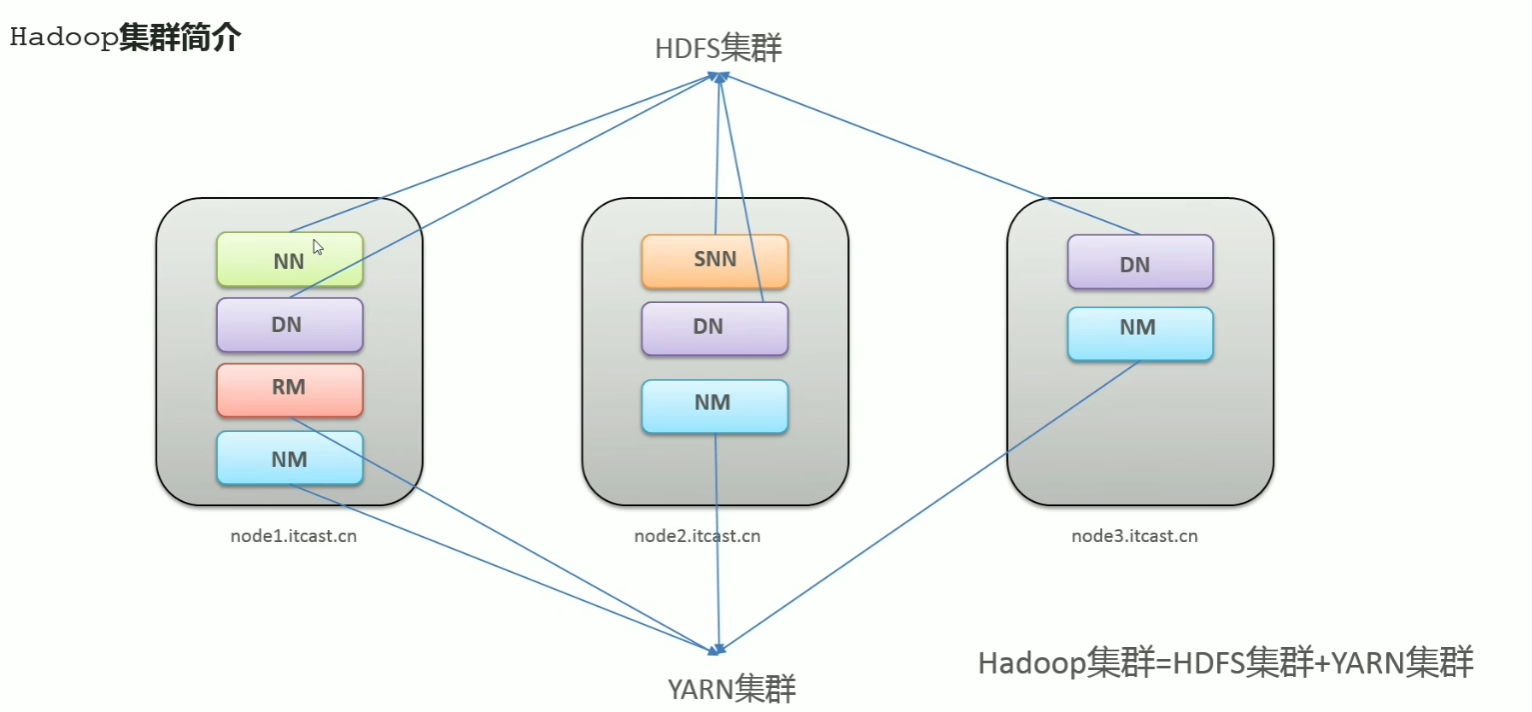 Hadoop集群简介
HDFS集群
NN
DN
RM
NM
node1.itcast.cn
SNN
DN
NM
node2.itcast.cn
DN
NM
node3.itcast.cn
YARN集群
Hadoop集群=HDFS集群+YARN集群